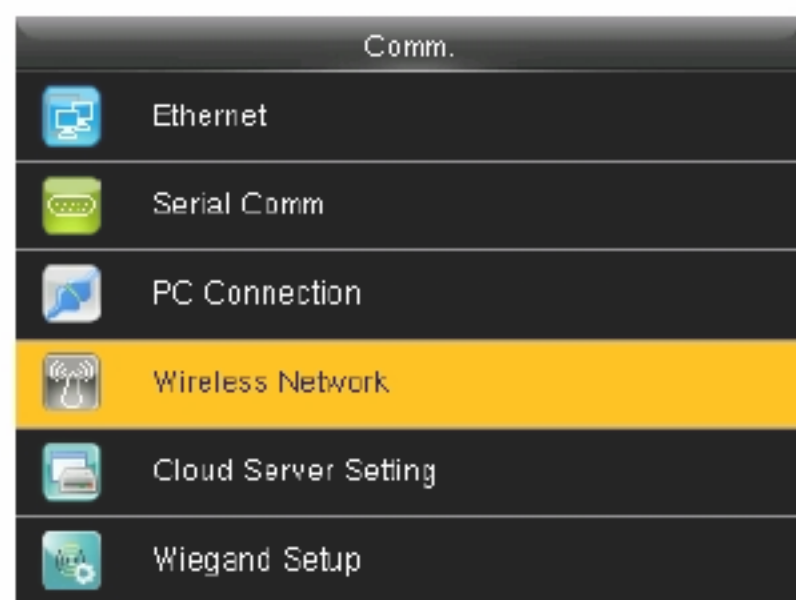 Comm.
Ethernet
Serial Comm
PC Connection
Wireless Network
Cloud Server Setting
Wiegand Setup